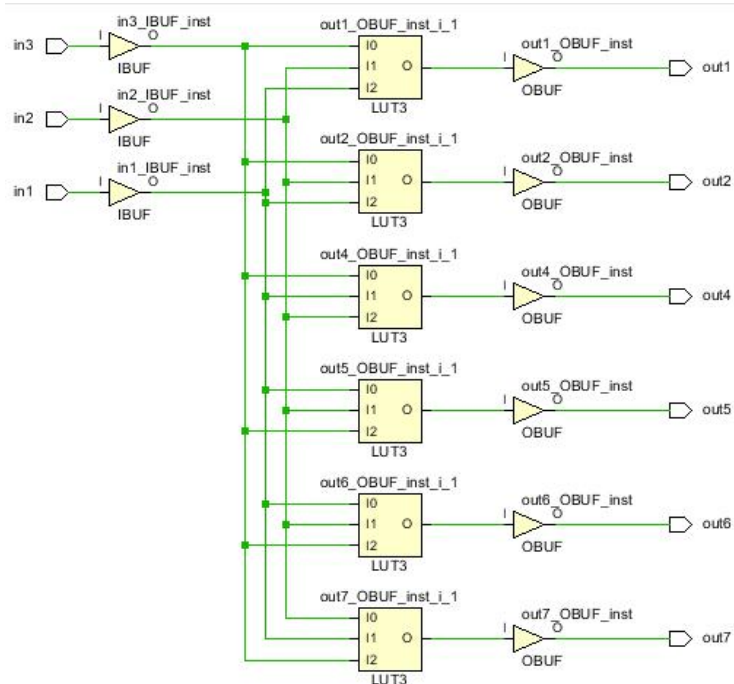 in3_IBUF_inst
in3 I O
IBUF
in2_IBUF_inst
in2 I O
IBUF
in1_IBUF_inst
in1 I O
IBUF
out1_OBUF_inst_i_1
I0
I1 O
I2
LUT3
out1_OBUF_inst
I O out1
OBUF
out2_OBUF_inst_i_1
I0
I1 O
I2
LUT3
out2_OBUF_inst
I O out2
OBUF
out4_OBUF_inst_i_1
I0
I1 O
I2
LUT3
out4_OBUF_inst
I O out4
OBUF
out5_OBUF_inst_i_1
I0
I1 O
I2
LUT3
out5_OBUF_inst
I O out5
OBUF
out6_OBUF_inst_i_1
I0
I1 O
I2
LUT3
out6_OBUF_inst
I O out6
OBUF
out7_OBUF_inst_i_1
I0
I1 O
I2
LUT3
out7_OBUF_inst
I O out7
OBUF